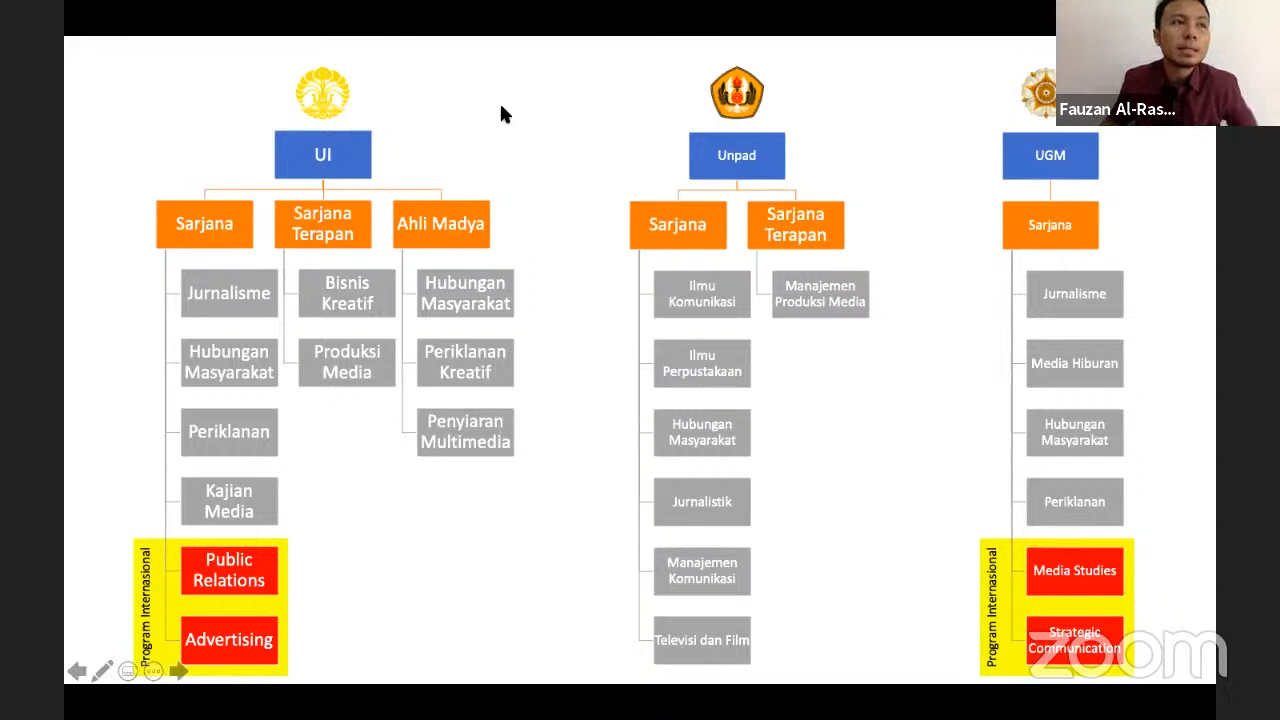 Fauzan Al-Ras...
UI
Sarjana
Jurnalisme
Hubungan
Masyarakat
Periklanan
Kajian
Media
Program Internasional
Public
Relations
Advertising
Sarjana
Terapan
Bisnis
Kreatif
Produksi
Media
Ahli Madya
Hubungan
Masyarakat
Periklanan
Kreatif
Penyiaran
Multimedia
Unpad
Sarjana
Ilmu
Komunikasi
Ilmu
Perpustakaan
Hubungan
Masyarakat
Jurnalistik
Manajemen
Komunikasi
Televisi dan Film
Sarjana
Terapan
Manajemen
Produksi Media
UGM
Sarjana
Jurnalisme
Media Hiburan
Hubungan
Masyarakat
Periklanan
Program Internasional
Media Studies
Strategic
Communication
zoom